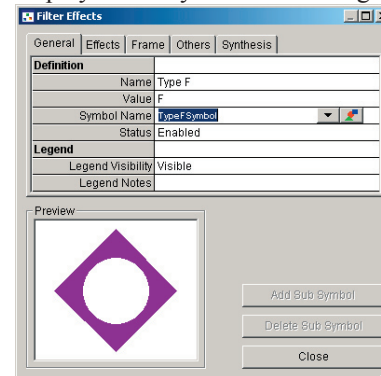 Filter Effects
General Effects Frame Others Synthesis
Definition
Name Type F
Value F
Symbol Name TypeFSymbol
Status Enabled
Legend
Legend Visibility Visible
Legend Notes
Preview
Add Sub Symbol
Delete Sub Symbol
Close